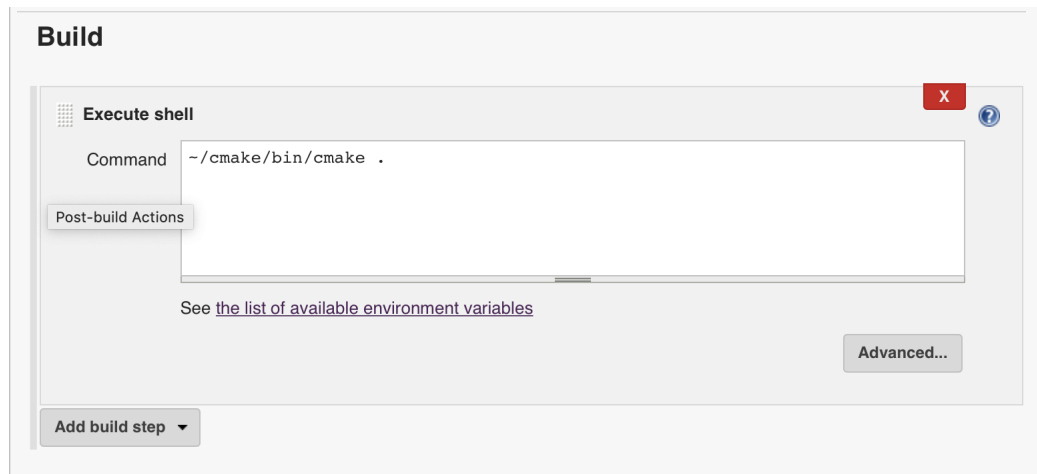 Build
X
Execute shell
Command
~/cmake/bin/cmake .
Post-build Actions
See the list of available environment variables
Advanced...
Add build step